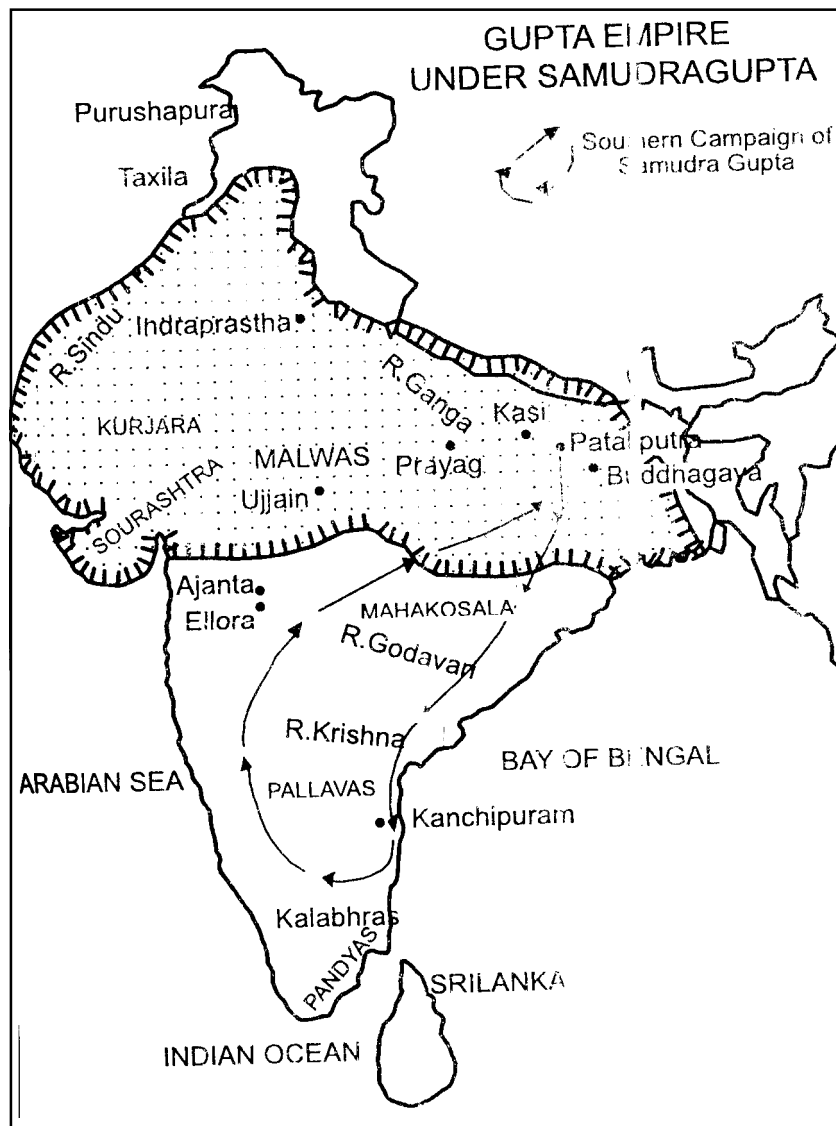 GUPTA EMPIRE
UNDER SAMUDRAGUPTA
Southern Campaign of
Samudra Gupta
Purushapura
Taxila
R.Sindu
Indraprastha
R.Ganga
KURJARA
Kasi
MALWAS
Prayag
Pataliputra
Buddhagaya
SOURASHTRA
Ujjain
Ajanta
Ellora
MAHAKOSALA
R.Godavari
R.Krishna
BAY OF BENGAL
ARABIAN SEA
PALLAVAS
Kanchipuram
Kalabhras
PANDYAS
SRILANKA
INDIAN OCEAN